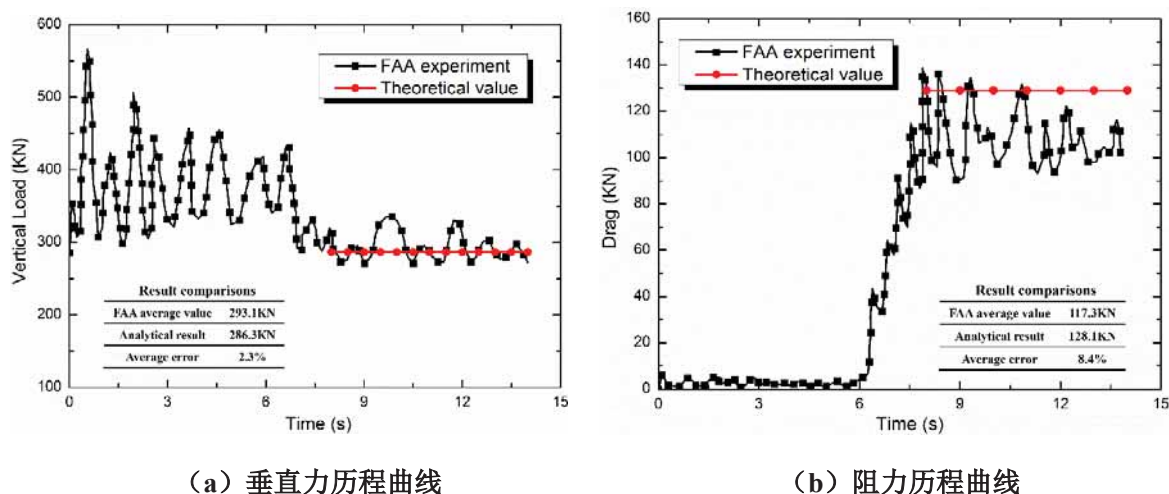 600
500
400
300
300
100
Vertical Load (KN)
FAA experiment
Theoretical value
Result comparisons
FAA average value 293.1KN
Analytical result 286.3KN
Average error 2.3%
0 3 6 9 12 15
Time (s)
(a) 垂直力历程曲线
160
140
120
100
80
60
40
20
0
Drag (KN)
FAA experiment
Theoretical value
Result comparisons
FAA average value 117.3KN
Analytical result 128.1KN
Average error 8.4%
0 3 6 9 12 15
Time (s)
(b) 阻力历程曲线